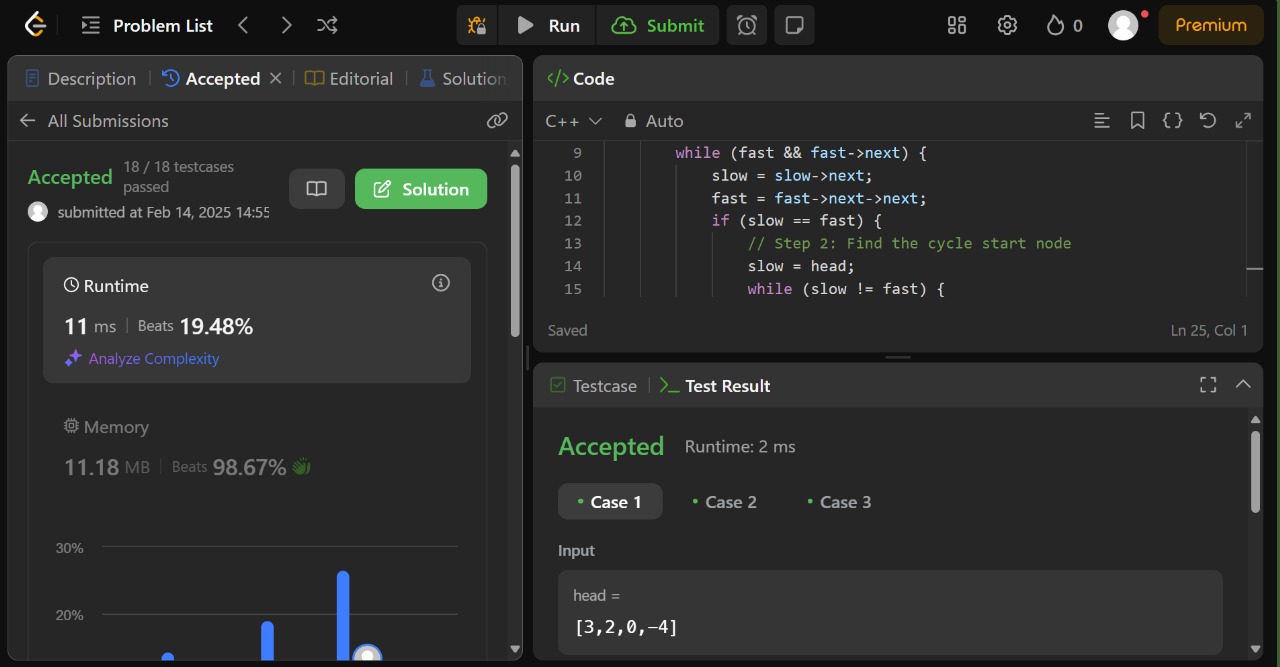 Problem List
Run
Submit
0
Premium
Description
Accepted
Editorial
Solution
All Submissions
Accepted
18 / 18 testcases
passed
submitted at Feb 14, 2025 14:55
Solution
Runtime
11 ms
Beats 19.48%
Analyze Complexity
Memory
11.18 MB
Beats 98.67%
30%
20%
</> Code
C++
Auto
9 while (fast && fast->next) {
10 slow = slow->next;
11 fast = fast->next->next;
12 if (slow == fast) {
13 // Step 2: Find the cycle start node
14 slow = head;
15 while (slow != fast) {
Saved
Ln 25, Col 1
Testcase
Test Result
Accepted
Runtime: 2 ms
Case 1
Case 2
Case 3
Input
head =
[3,2,0,-4]